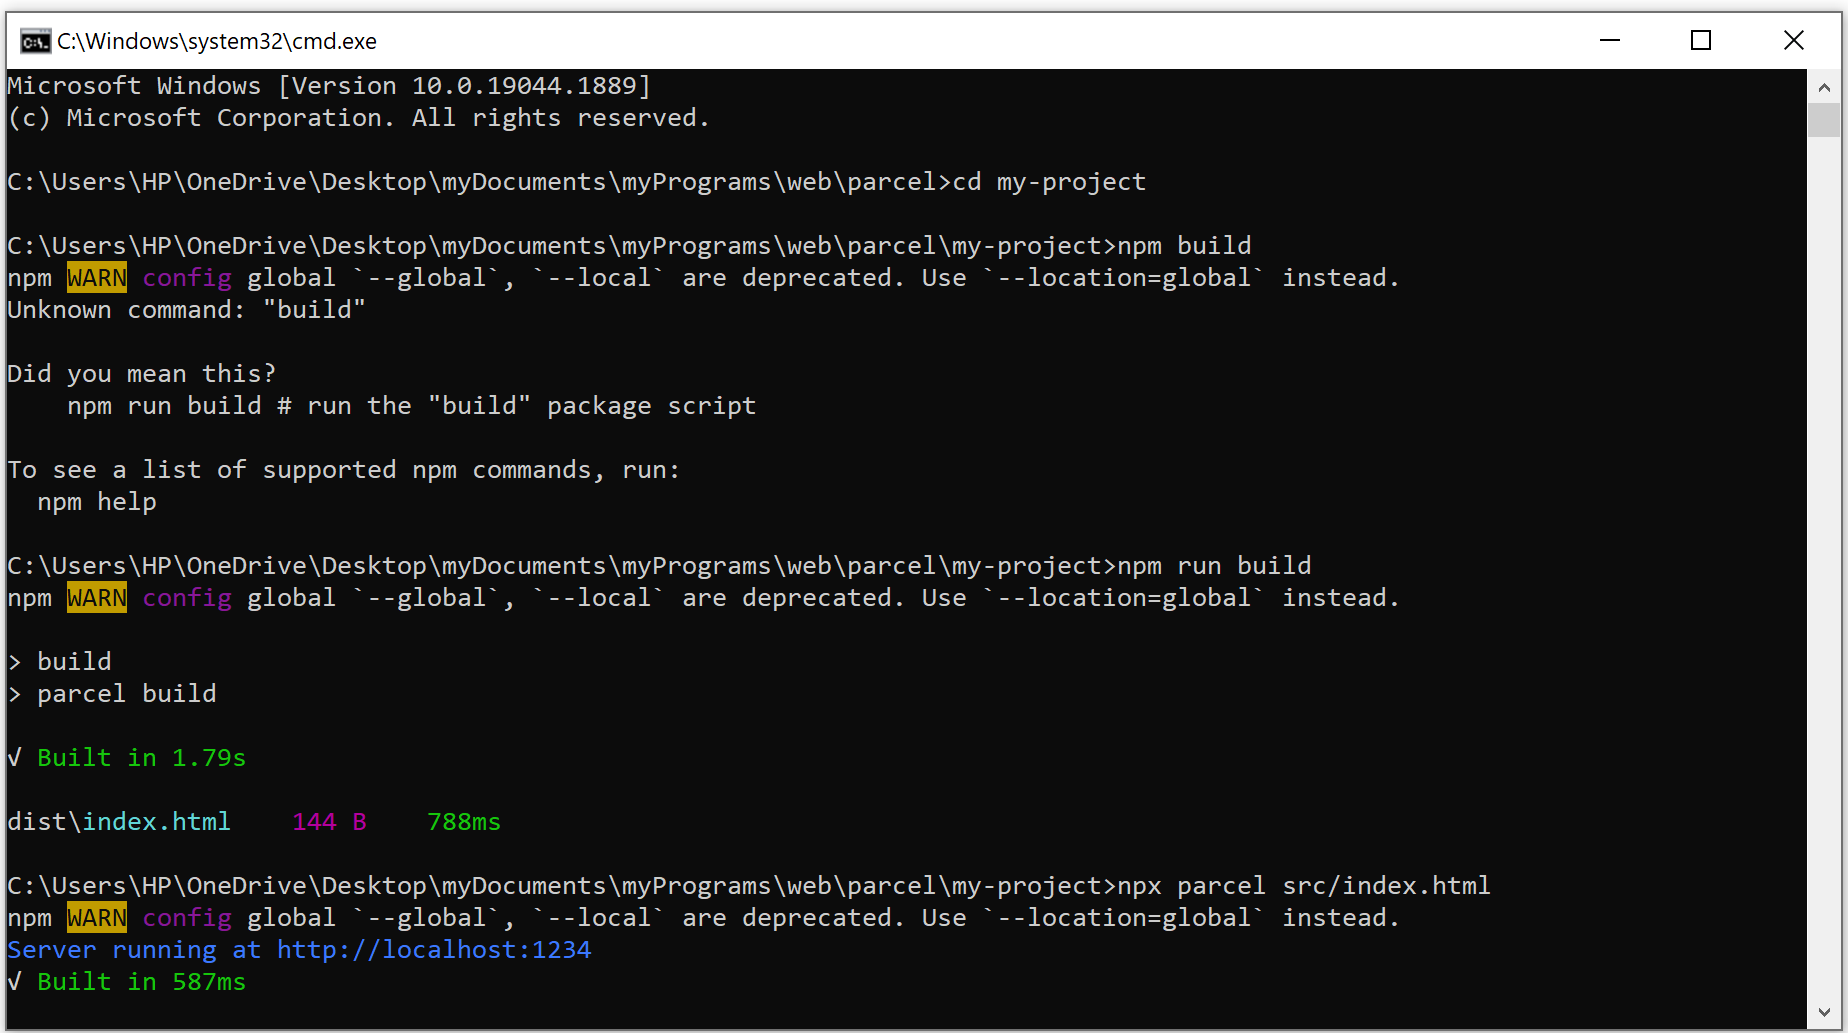 C:\Windows\system32\cmd.exe
Microsoft Windows [Version 10.0.19044.1889]
(c) Microsoft Corporation. All rights reserved.
C:\Users\HP\OneDrive\Desktop\myDocuments\myPrograms\web\parcel>cd my-project
C:\Users\HP\OneDrive\Desktop\myDocuments\myPrograms\web\parcel\my-project>npm build
npm WARN config global `--global`, `--local` are deprecated. Use `--location=global` instead.
Unknown command: "build"
Did you mean this?
    npm run build # run the "build" package script
To see a list of supported npm commands, run:
  npm help
C:\Users\HP\OneDrive\Desktop\myDocuments\myPrograms\web\parcel\my-project>npm run build
npm WARN config global `--global`, `--local` are deprecated. Use `--location=global` instead.
> build
> parcel build
√ Built in 1.79s
dist\index.html    144 B    788ms
C:\Users\HP\OneDrive\Desktop\myDocuments\myPrograms\web\parcel\my-project>npx parcel src/index.html
npm WARN config global `--global`, `--local` are deprecated. Use `--location=global` instead.
Server running at http://localhost:1234
√ Built in 587ms